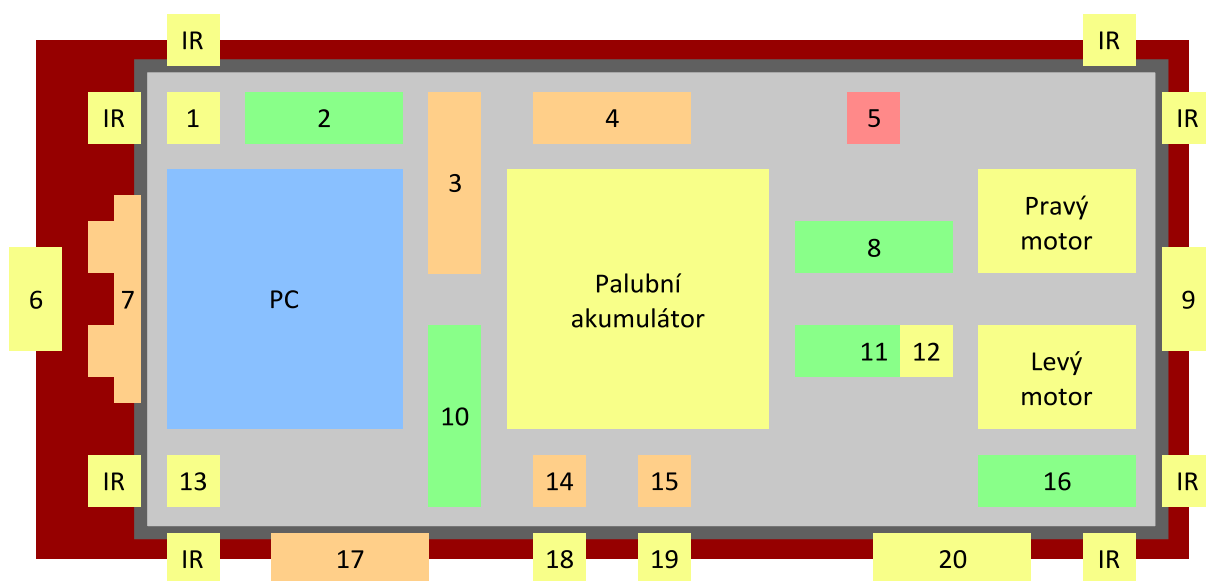 IR
IR
IR
1
2
3
4
5
IR
Pravý
motor
8
6
7
PC
Palubní
akumulátor
9
10
11
12
Levý
motor
IR
13
14
15
16
IR
IR
17
18
19
20
IR